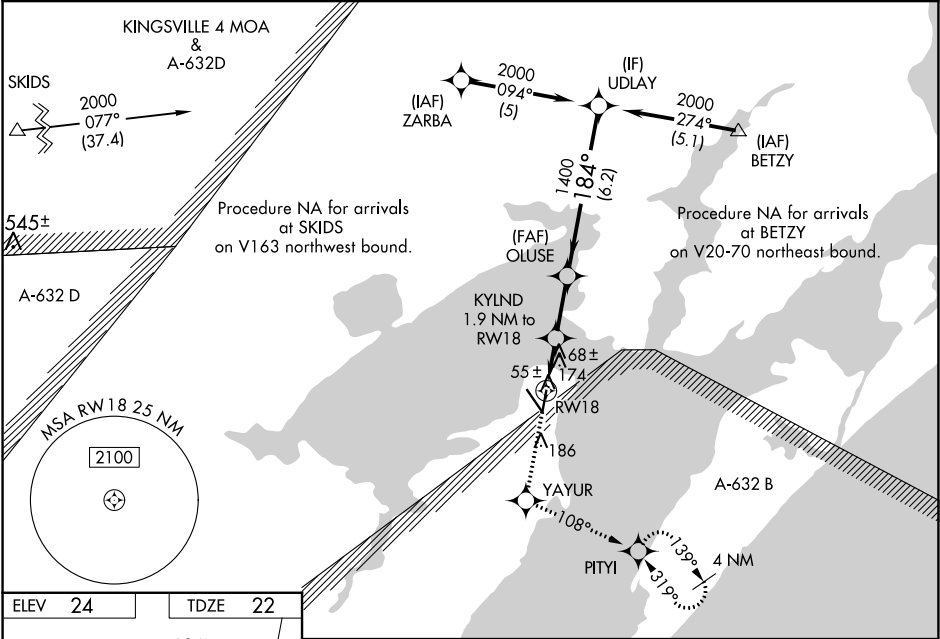 KINGSVILLE 4 MOA
&
A-632D
SKIDS
2000
077°
(37.4)
(IAF)
ZARBA
2000
094°
(5)
(IF)
UDLAY
2000
274°
(5.1)
(IAF)
BETZY
1400
184°
(6.2)
Procedure NA for arrivals
at SKIDS
on V163 northwest bound.
Procedure NA for arrivals
at BETZY
on V20-70 northeast bound.
545±
A-632 D
(FAF)
OLUSE
KYLND
1.9 NM to
RW18
68±
174
55±
RW18
186
MSA RW18 25 NM
2100
YAYUR
108°
A-632 B
PITYI
139°
319°
4 NM
ELEV 24
TDZE 22